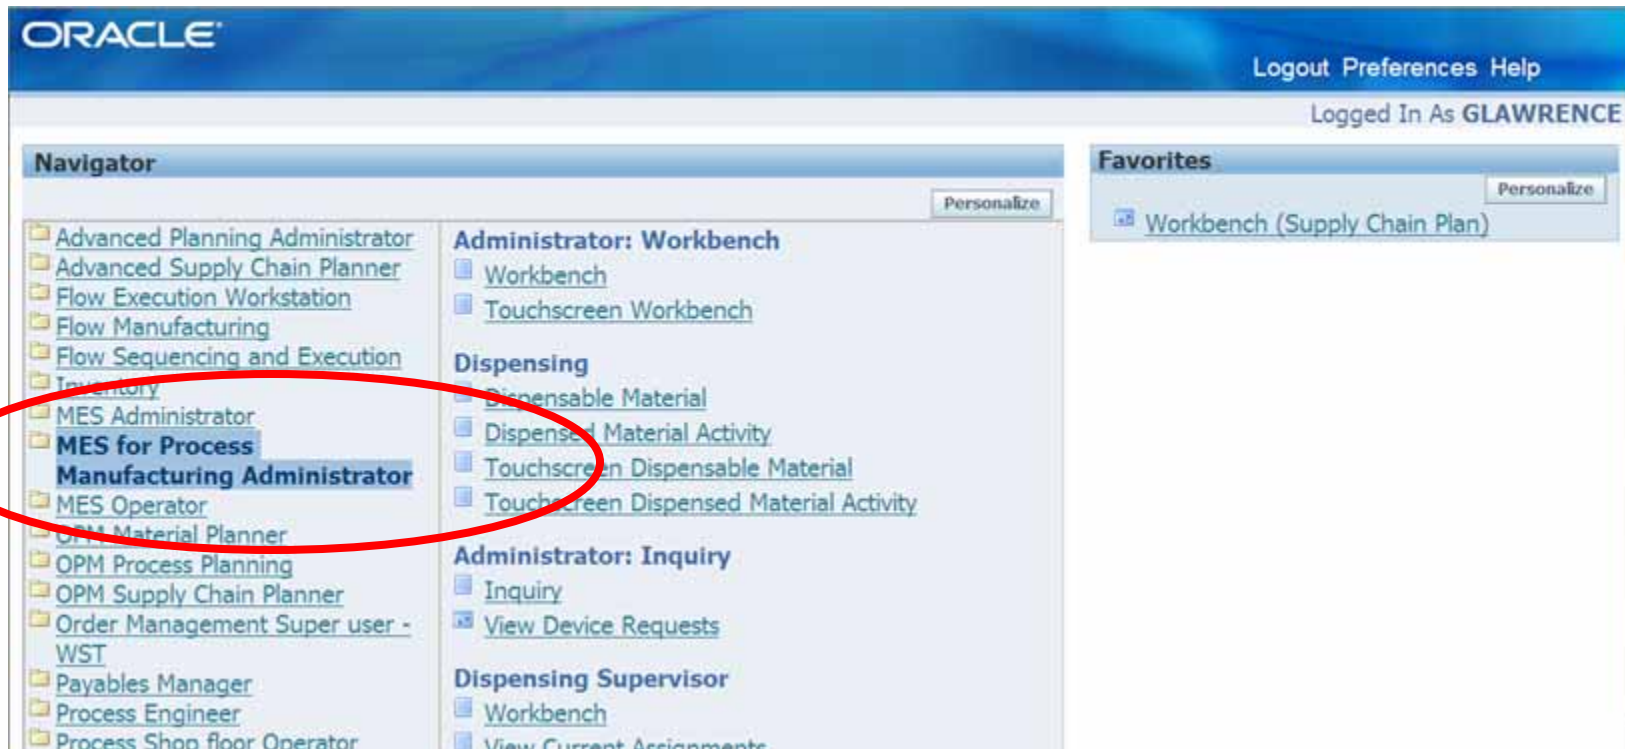 ORACLE
Logout Preferences Help
Logged In As GLAWRENCE
Navigator
Personalize
Advanced Planning Administrator
Advanced Supply Chain Planner
Flow Execution Workstation
Flow Manufacturing
Flow Sequencing and Execution
Inventory
MES Administrator
MES for Process
Manufacturing Administrator
MES Operator
OPM Material Planner
OPM Process Planning
OPM Supply Chain Planner
Order Management Super user -
WST
Payables Manager
Process Engineer
Process Shop floor Operator
Administrator: Workbench
Workbench
Touchscreen Workbench
Dispensing
Dispensable Material
Dispensed Material Activity
Touchscreen Dispensable Material
Touchscreen Dispensed Material Activity
Administrator: Inquiry
Inquiry
View Device Requests
Dispensing Supervisor
Workbench
View Current Assignments
Favorites
Personalize
Workbench (Supply Chain Plan)